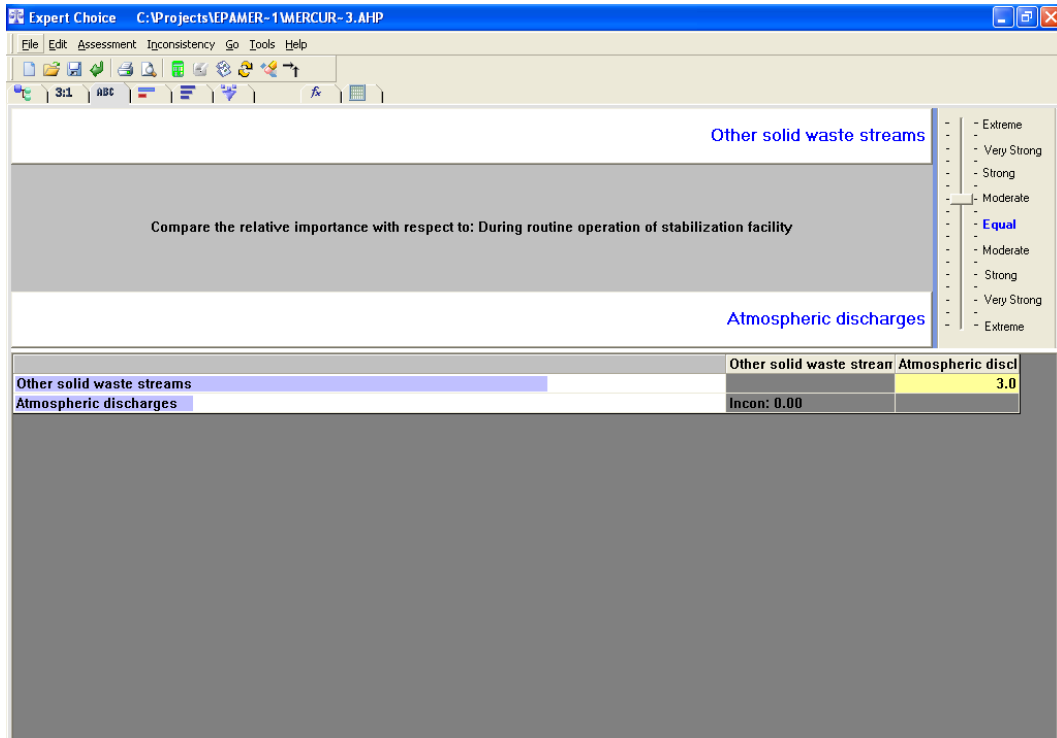 Expert Choice C:\Projects\EPAMER~1\MERCUR~3.AHP
File Edit Assessment Inconsistency Go Tools Help
3:1 ABC fx
Other solid waste streams
Compare the relative importance with respect to: During routine operation of stabilization facility
Atmospheric discharges
Extreme
Very Strong
Strong
Moderate
Equal
Moderate
Strong
Very Strong
Extreme
Other solid waste stream Atmospheric discl
Other solid waste streams 3.0
Atmospheric discharges Incon: 0.00